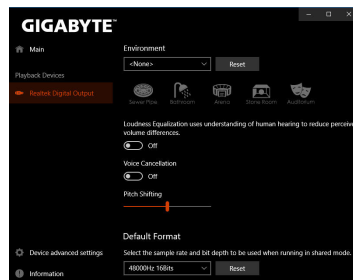 GIGABYTE™
Main
Playback Devices
Realtek Digital Output
Device advanced settings
Information
Environment
<None>
Reset
Sewer Pipe
Bathroom
Arena
Stone Room
Auditorium
Loudness Equalization uses understanding of human hearing to reduce perceive
volume differences.
Off
Voice Cancellation
Off
Pitch Shifting
Default Format
Select the sample rate and bit depth to be used when running in shared mode.
48000Hz 16Bits
Reset